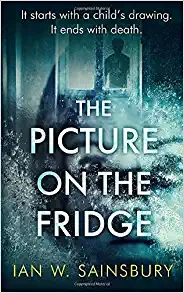 It starts with a child's drawing.
It ends with death.
THE
PICTURE
ON THE
FRIDGE
IAN W. SAINSBURY